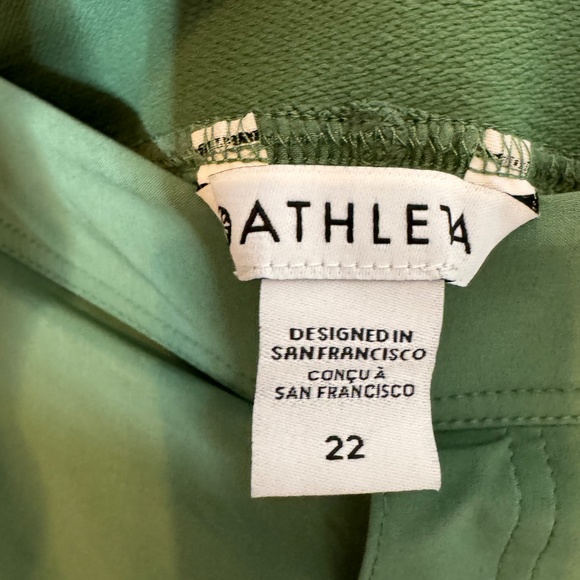 ATHLETA
DESIGNED IN
SAN FRANCISCO
CONÇU À
SAN FRANCISCO
22